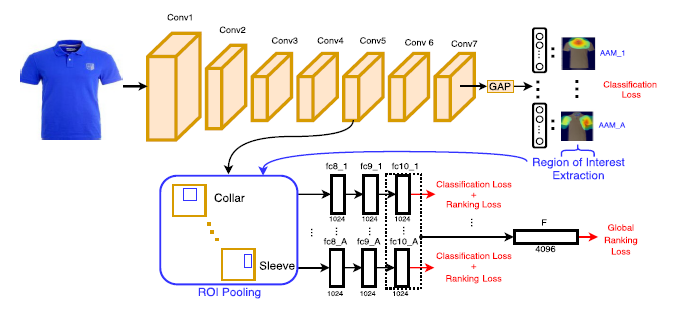 Conv1
Conv2
Conv3
Conv4
Conv5
Conv 6
Conv7
GAP
AAM_1
Classification
Loss
AAM_A
Region of Interest
Extraction
Collar
Sleeve
ROI Pooling
fc8_1
fc9_1
fc10_1
1024
1024
1024
Classification Loss
+
Ranking Loss
fc8_A
fc9_A
fc10_A
1024
1024
1024
Classification Loss
+
Ranking Loss
F
4096
Global
Ranking
Loss